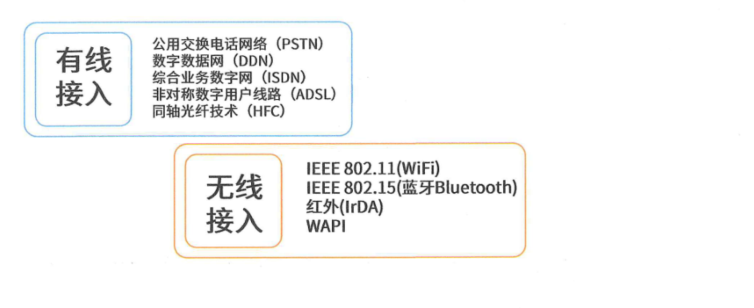 有线
接入
公用交换电话网络（PSTN）
数字数据网（DDN）
综合业务数字网（ISDN）
非对称数字用户线路（ADSL）
同轴光纤技术（HFC）
无线
接入
IEEE 802.11(WiFi)
IEEE 802.15(蓝牙Bluetooth)
红外(IrDA)
WAPI